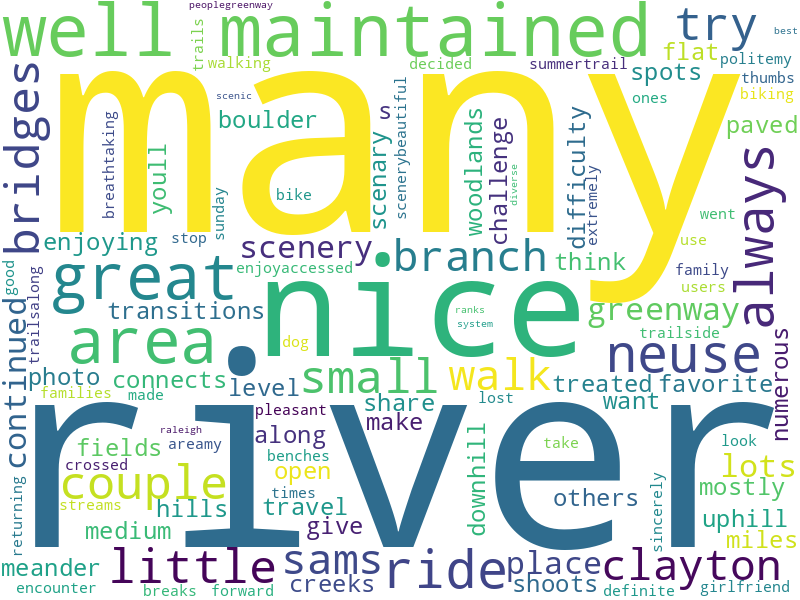 peoplegreenway
well maintained
trails
try
best
walking
decided
summertrail
flat
politemy
spots
thumbs
many
bridges
scenic
ones
biking
boulder
s
breathtaking
youll
scenary
scenerybeautiful
woodlands
challenge
difficulty
extremely
paved
always
diverse
bike
sunday
went
enjoying
stop
scenery
branch
use
great
good
trailsalong
enjoyaccessed
think
family
users
nice
transitions
greenway
ranks
system
trailside
area
dog
neuse
numerous
continued
photo
connects
level
small
walk
treated
favorite
families
made
river
pleasant
share
lost
want
make
raleigh
areamy
along
fields
crossed
benches
downhill
take
look
couple
open
lots
returning
streams
hills
times
travel
others
sincerely
mostly
medium
give
uphill
miles
meander
little
sams
ride
place
clayton
encounter
breaks
forward
creeks
shoots
definite
girlfriend